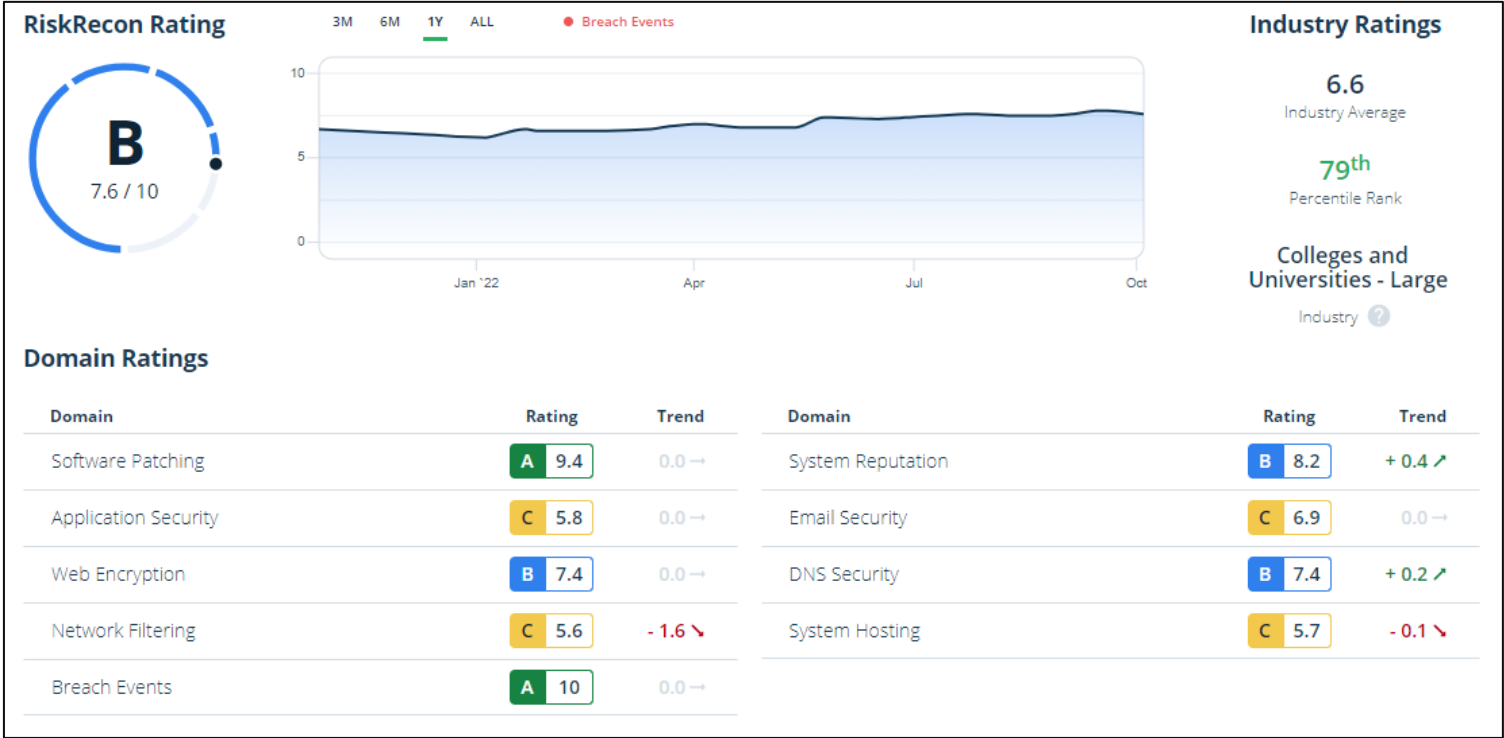 RiskRecon Rating
3M 6M 1Y ALL Breach Events
B
7.6 / 10
10
5
0
Jan `22 Apr Jul Oct
Industry Ratings
6.6
Industry Average
79th
Percentile Rank
Colleges and
Universities - Large
Industry ?
Domain Ratings
Domain Rating Trend
Software Patching A 9.4 0.0 →
Application Security C 5.8 0.0 →
Web Encryption B 7.4 0.0 →
Network Filtering C 5.6 - 1.6 ↘
Breach Events A 10 0.0 →
Domain Rating Trend
System Reputation B 8.2 + 0.4 ↗
Email Security C 6.9 0.0 →
DNS Security B 7.4 + 0.2 ↗
System Hosting C 5.7 - 0.1 ↘